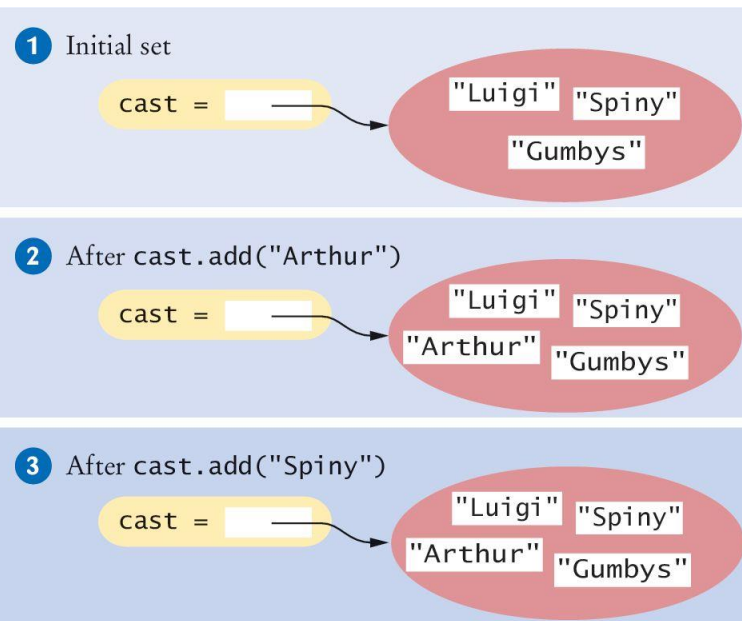 1 Initial set
cast =
"Luigi" "Spiny"
"Gumbys"
2 After cast.add("Arthur")
cast =
"Luigi" "Spiny"
"Arthur" "Gumbys"
3 After cast.add("Spiny")
cast =
"Luigi" "Spiny"
"Arthur" "Gumbys"